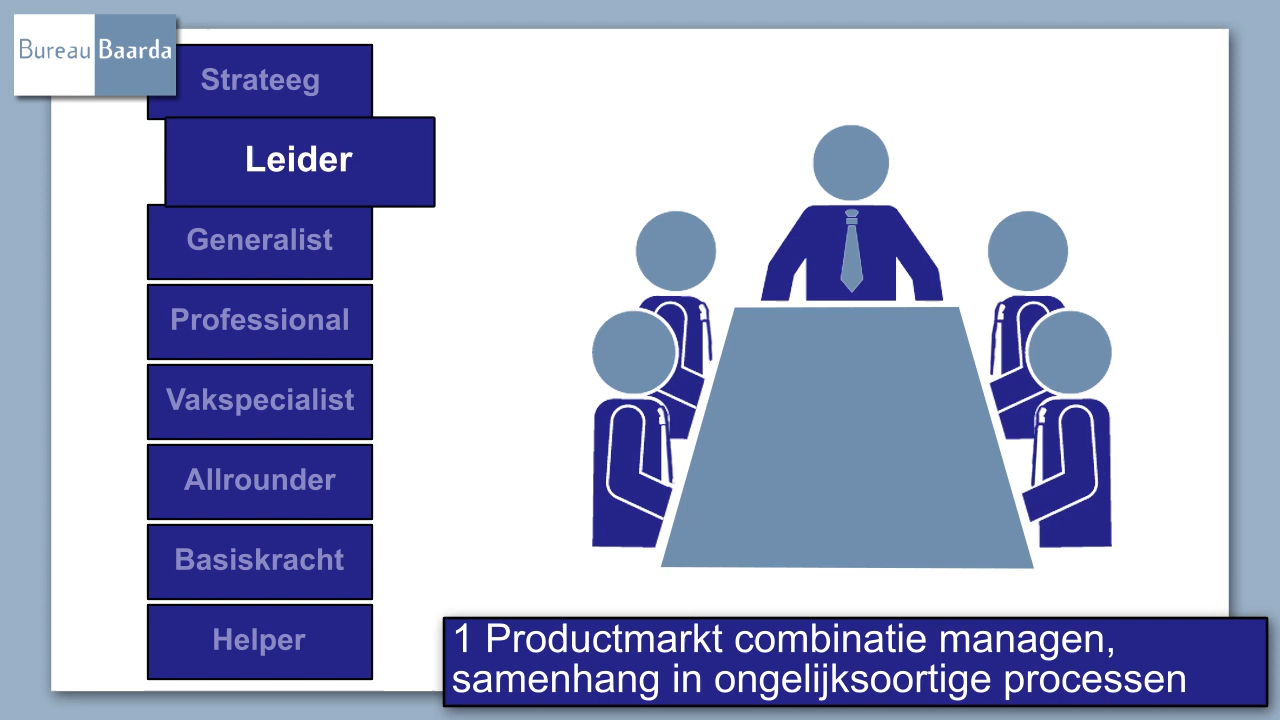 Bureau Baarda
Strateeg
Leider
Generalist
Professional
Vakspecialist
Allrounder
Basiskracht
Helper
1 Productmarkt combinatie managen,
samenhang in ongelijksoortige processen